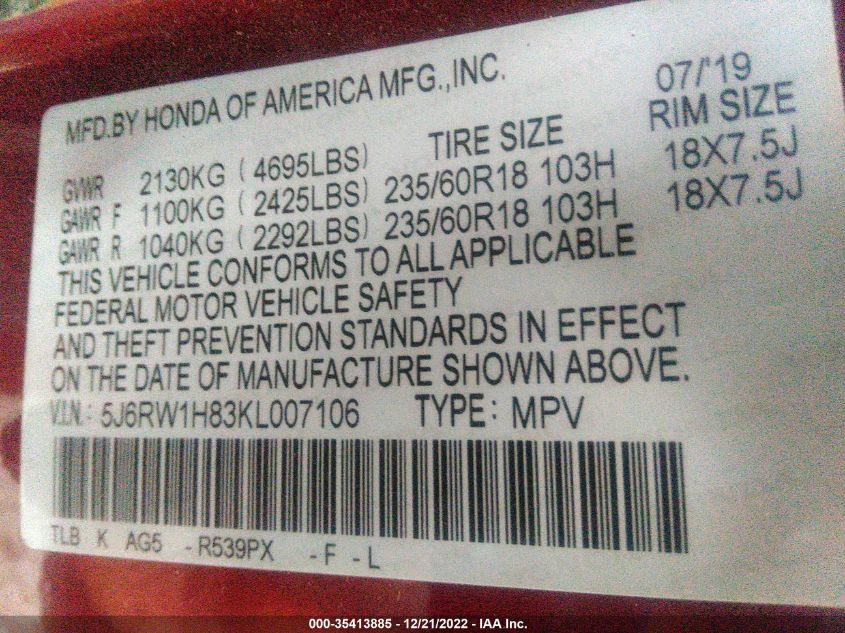 MFD.BY HONDA OF AMERICA MFG.,INC. 07/'19
TIRE SIZE RIM SIZE
GVWR 2130KG ( 4695LBS)
GAWR F 1100KG ( 2425LBS) 235/60R18 103H 18X7.5J
GAWR R 1040KG ( 2292LBS) 235/60R18 103H 18X7.5J
THIS VEHICLE CONFORMS TO ALL APPLICABLE
FEDERAL MOTOR VEHICLE SAFETY
AND THEFT PREVENTION STANDARDS IN EFFECT
ON THE DATE OF MANUFACTURE SHOWN ABOVE.
V.I.N.: 5J6RW1H83KL007106 TYPE: MPV
TLB K AG5 -R539PX -F -L
000-35413885 - 12/21/2022 - IAA Inc.